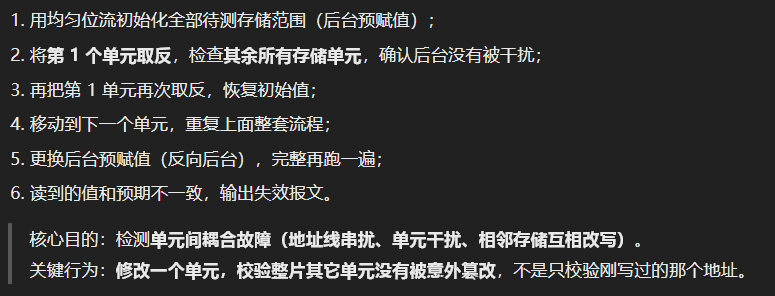 1. 用均匀位流初始化全部待测存储范围（后台预赋值）；
2. 将第 1 个单元取反，检查其余所有存储单元，确认后台没有被干扰；
3. 再把第 1 单元再次取反，恢复初始值；
4. 移动到下一个单元，重复上面整套流程；
5. 更换后台预赋值（反向后台），完整再跑一遍；
6. 读到的值和预期不一致，输出失效报文。
核心目的：检测单元间耦合故障（地址线串扰、单元干扰、相邻存储互相改写）。
关键行为：修改一个单元，校验整片其它单元没有被意外篡改，不是只校验刚写过的那个地址。